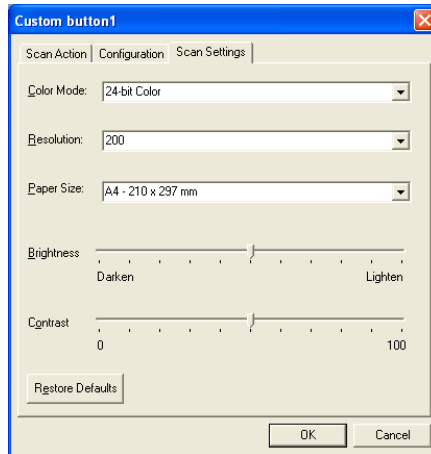 Custom button1
Scan Action Configuration Scan Settings
Color Mode: 24-bit Color
Resolution: 200
Paper Size: A4 - 210 x 297 mm
Brightness
Darken Lighten
Contrast
0 100
Restore Defaults
OK Cancel